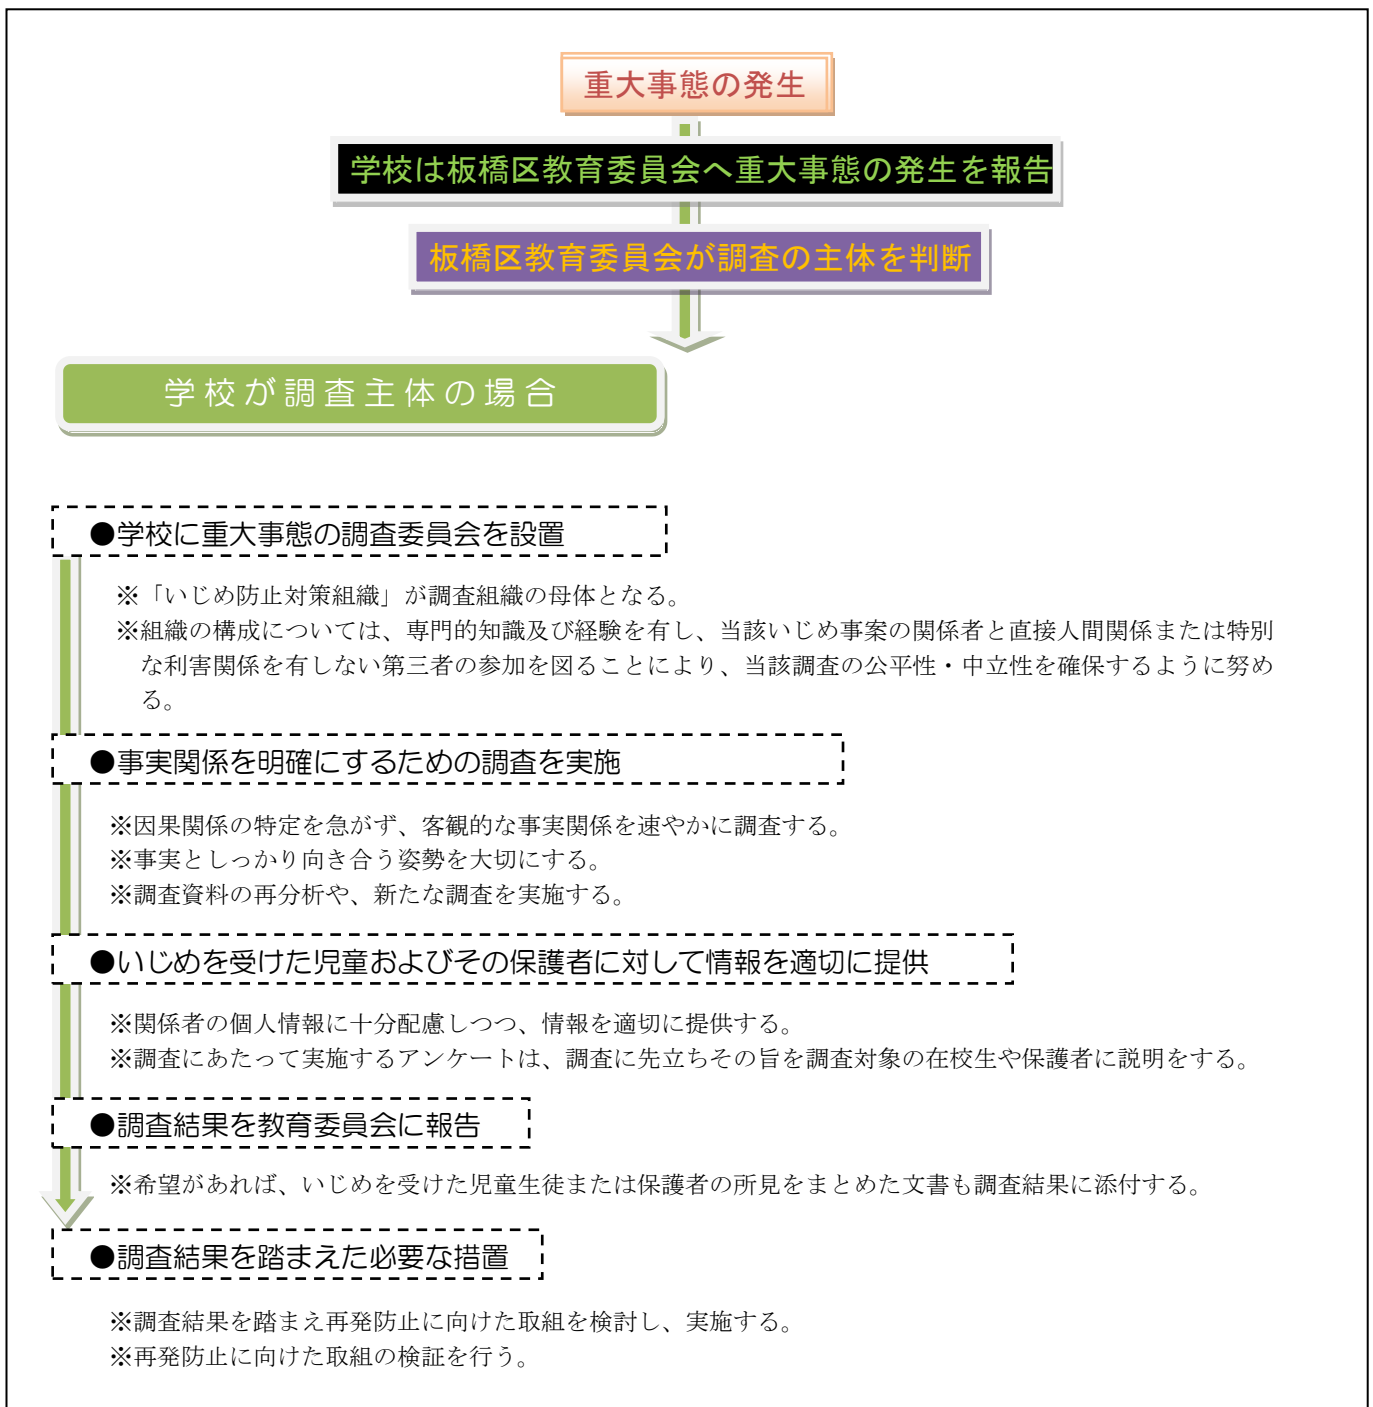 重大事態の発生
学校は板橋区教育委員会へ重大事態の発生を報告
板橋区教育委員会が調査の主体を判断
学校が調査主体の場合
●学校に重大事態の調査委員会を設置
※「いじめ防止対策組織」が調査組織の母体となる。
※組織の構成については、専門的知識及び経験を有し、当該いじめ事案の関係者と直接人間関係または特別
な利害関係を有しない第三者の参加を図ることにより、当該調査の公平性・中立性を確保するように努め
る。
●事実関係を明確にするための調査を実施
※因果関係の特定を急がず、客観的な事実関係を速やかに調査する。
※事実としっかり向き合う姿勢を大切にする。
※調査資料の再分析や、新たな調査を実施する。
●いじめを受けた児童およびその保護者に対して情報を適切に提供
※関係者の個人情報に十分配慮しつつ、情報を適切に提供する。
※調査にあたって実施するアンケートは、調査に先立ちその旨を調査対象の在校生や保護者に説明をする。
●調査結果を教育委員会に報告
※希望があれば、いじめを受けた児童生徒または保護者の所見をまとめた文書も調査結果に添付する。
●調査結果を踏まえた必要な措置
※調査結果を踏まえ再発防止に向けた取組を検討し、実施する。
※再発防止に向けた取組の検証を行う。